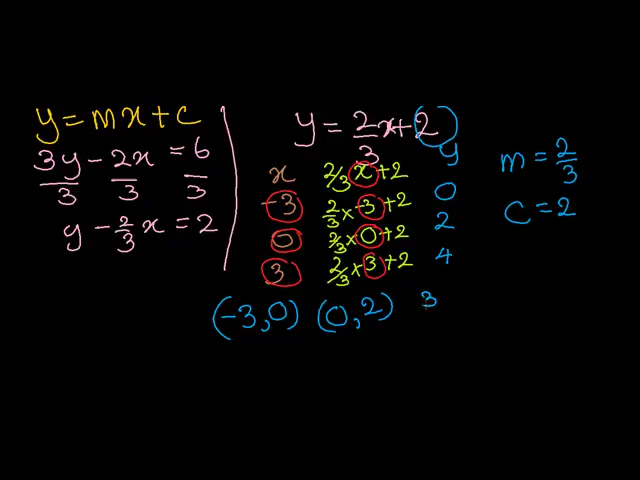 y = mx + c
3y/3 - 2x/3 = 6/3
y - 2/3 x = 2
y = 2/3 x + 2
x 2/3 x + 2 y
-3 2/3 × -3 + 2 0
0 2/3 × 0 + 2 2
3 2/3 × 3 + 2 4
(-3, 0) (0, 2) 3
m = 2/3
c = 2